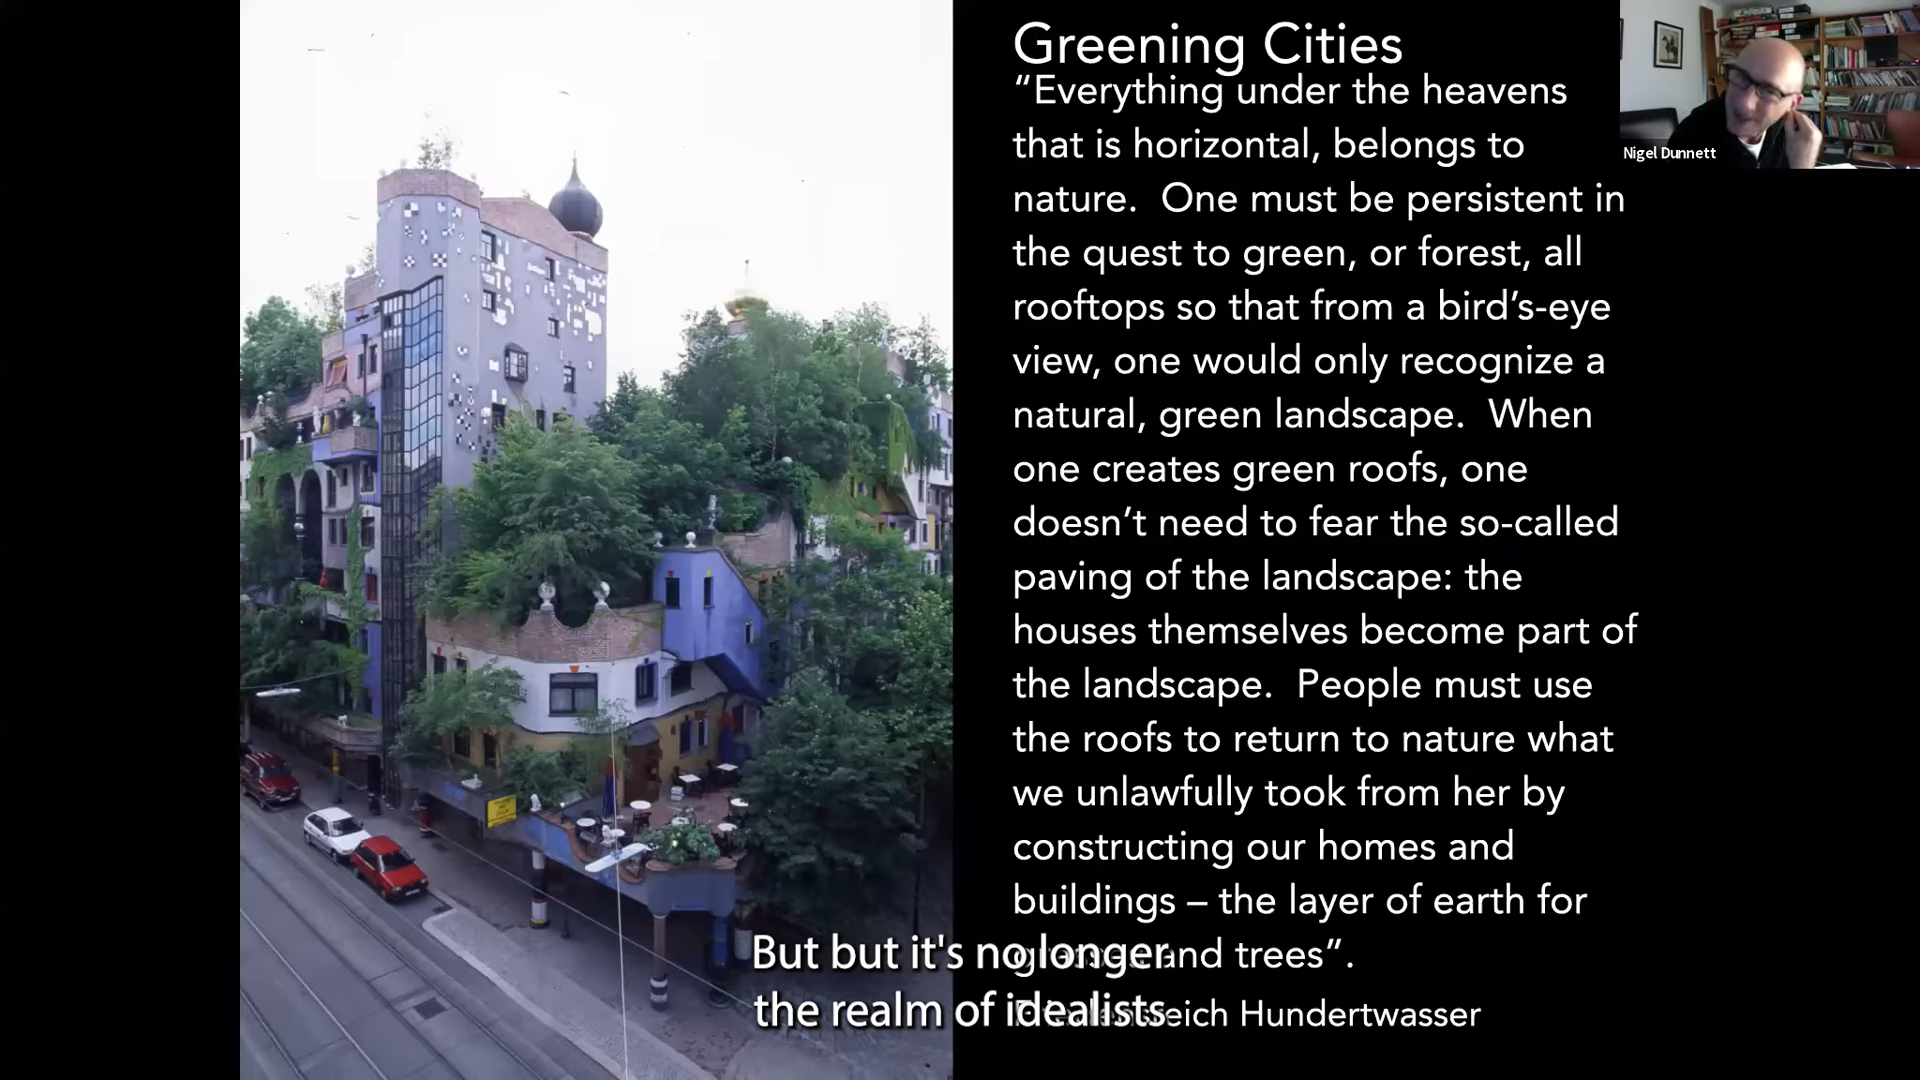 Greening Cities
“Everything under the heavens
that is horizontal, belongs to
nature.  One must be persistent in
the quest to green, or forest, all
rooftops so that from a bird’s-eye
view, one would only recognize a
natural, green landscape.  When
one creates green roofs, one
doesn’t need to fear the so-called
paving of the landscape: the
houses themselves become part of
the landscape.  People must use
the roofs to return to nature what
we unlawfully took from her by
constructing our homes and
buildings – the layer of earth for
and trees”.
Hundertwasser
But but it's no longer
the realm of idealists.
Nigel Dunnett